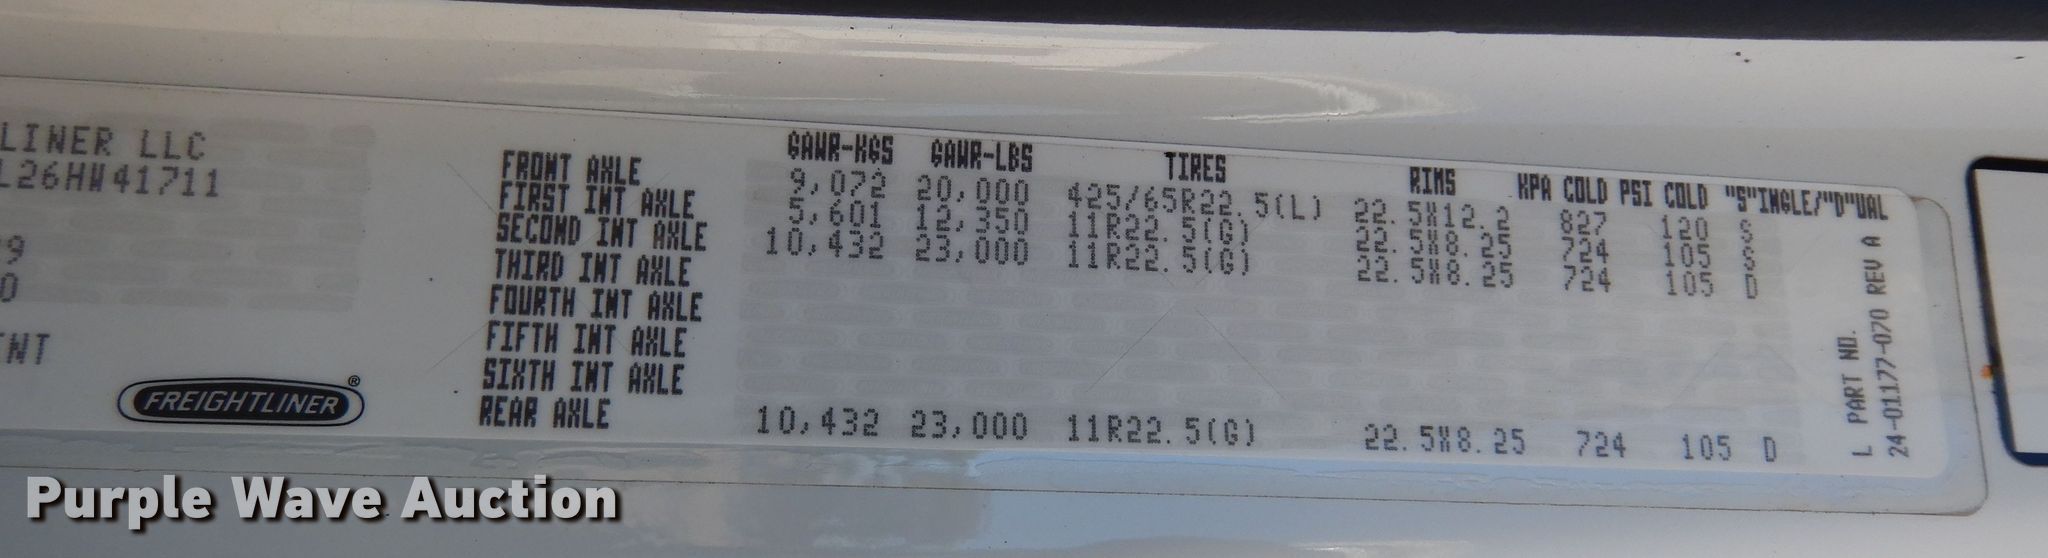 LINER LLC
L26HW41711
9
0
TNT
FREIGHTLINER®
GAWR-KGS GAWR-LBS TIRES RIMS KPA COLD PSI COLD "S"INGLE/"D"UAL
FRONT AXLE 9,072 20,000 425/65R22.5(L) 22.5X12.2 827 120 S
FIRST INT AXLE 5,601 12,350 11R22.5(G) 22.5X8.25 724 105 S
SECOND INT AXLE 10,432 23,000 11R22.5(G) 22.5X8.25 724 105 D
THIRD INT AXLE
FOURTH INT AXLE
FIFTH INT AXLE
SIXTH INT AXLE
REAR AXLE 10,432 23,000 11R22.5(G) 22.5X8.25 724 105 D
L PART NO.
24-01177-070 REV A
Purple Wave Auction